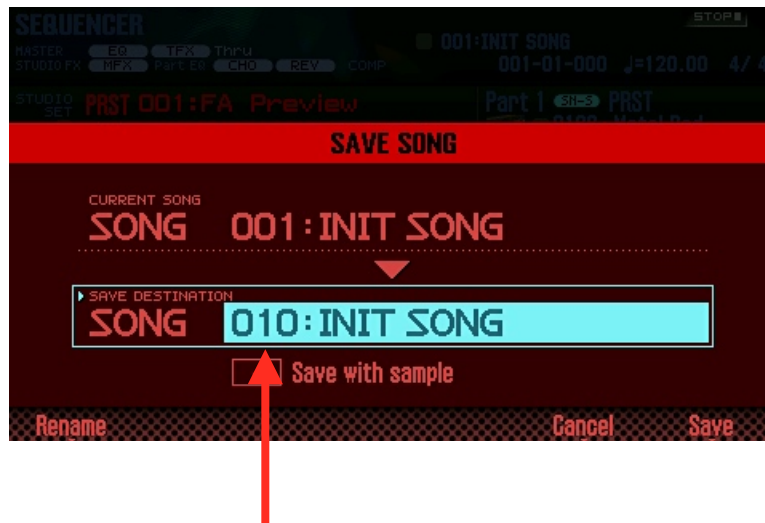 SEQUENCER
STOP
MASTER EQ TFX Thru
001:INIT SONG
STUDIO FX MFX Part EQ CHO REV COMP
001-01-000 ♩=120.00 4/4
STUDIO SET PRST 001:FA Preview
Part 1 SN-S PRST
SAVE SONG
CURRENT SONG
SONG 001:INIT SONG
SAVE DESTINATION
SONG 010:INIT SONG
Save with sample
Rename Cancel Save